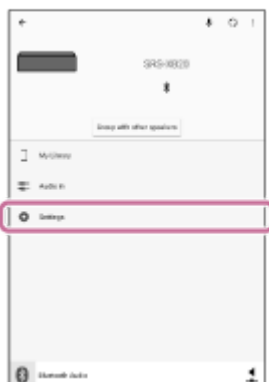 SRS-XB20
Group with other speakers
My Library
Audio in
Settings
Bluetooth Audio